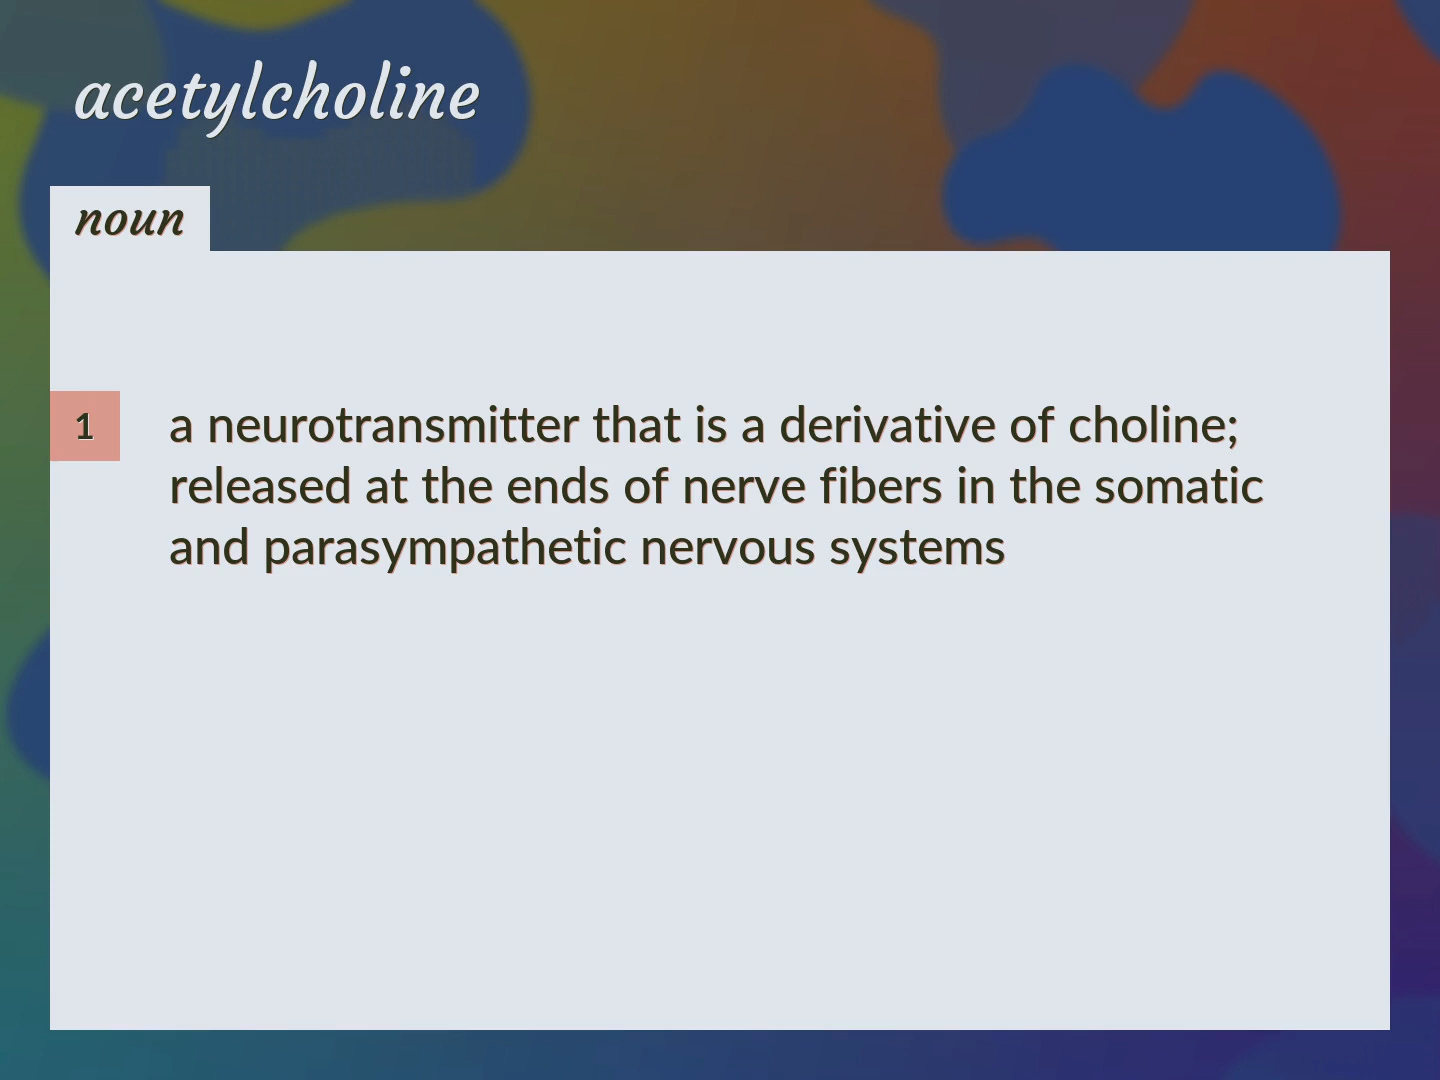 acetylcholine
noun
1
a neurotransmitter that is a derivative of choline;
released at the ends of nerve fibers in the somatic
and parasympathetic nervous systems